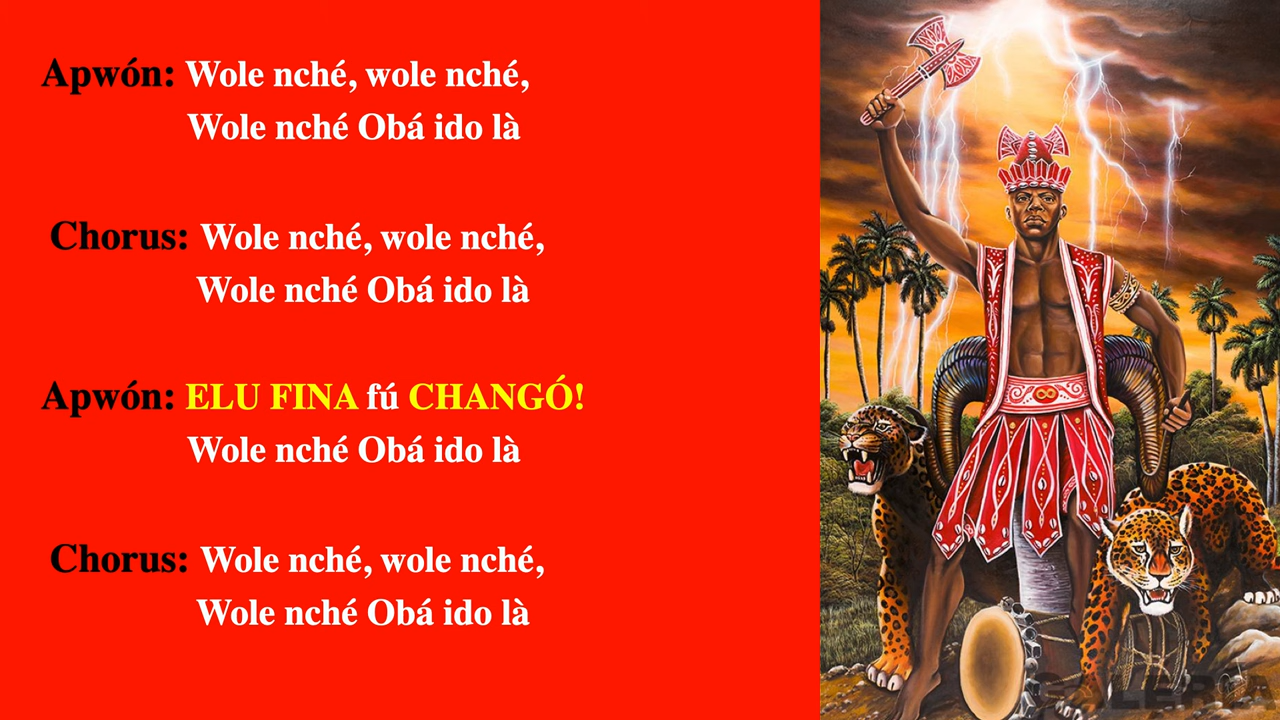 Apwón: Wole nché, wole nché,
Wole nché Obá ido là
Chorus: Wole nché, wole nché,
Wole nché Obá ido là
Apwón: ELU FINA fú CHANGÓ!
Wole nché Obá ido là
Chorus: Wole nché, wole nché,
Wole nché Obá ido là